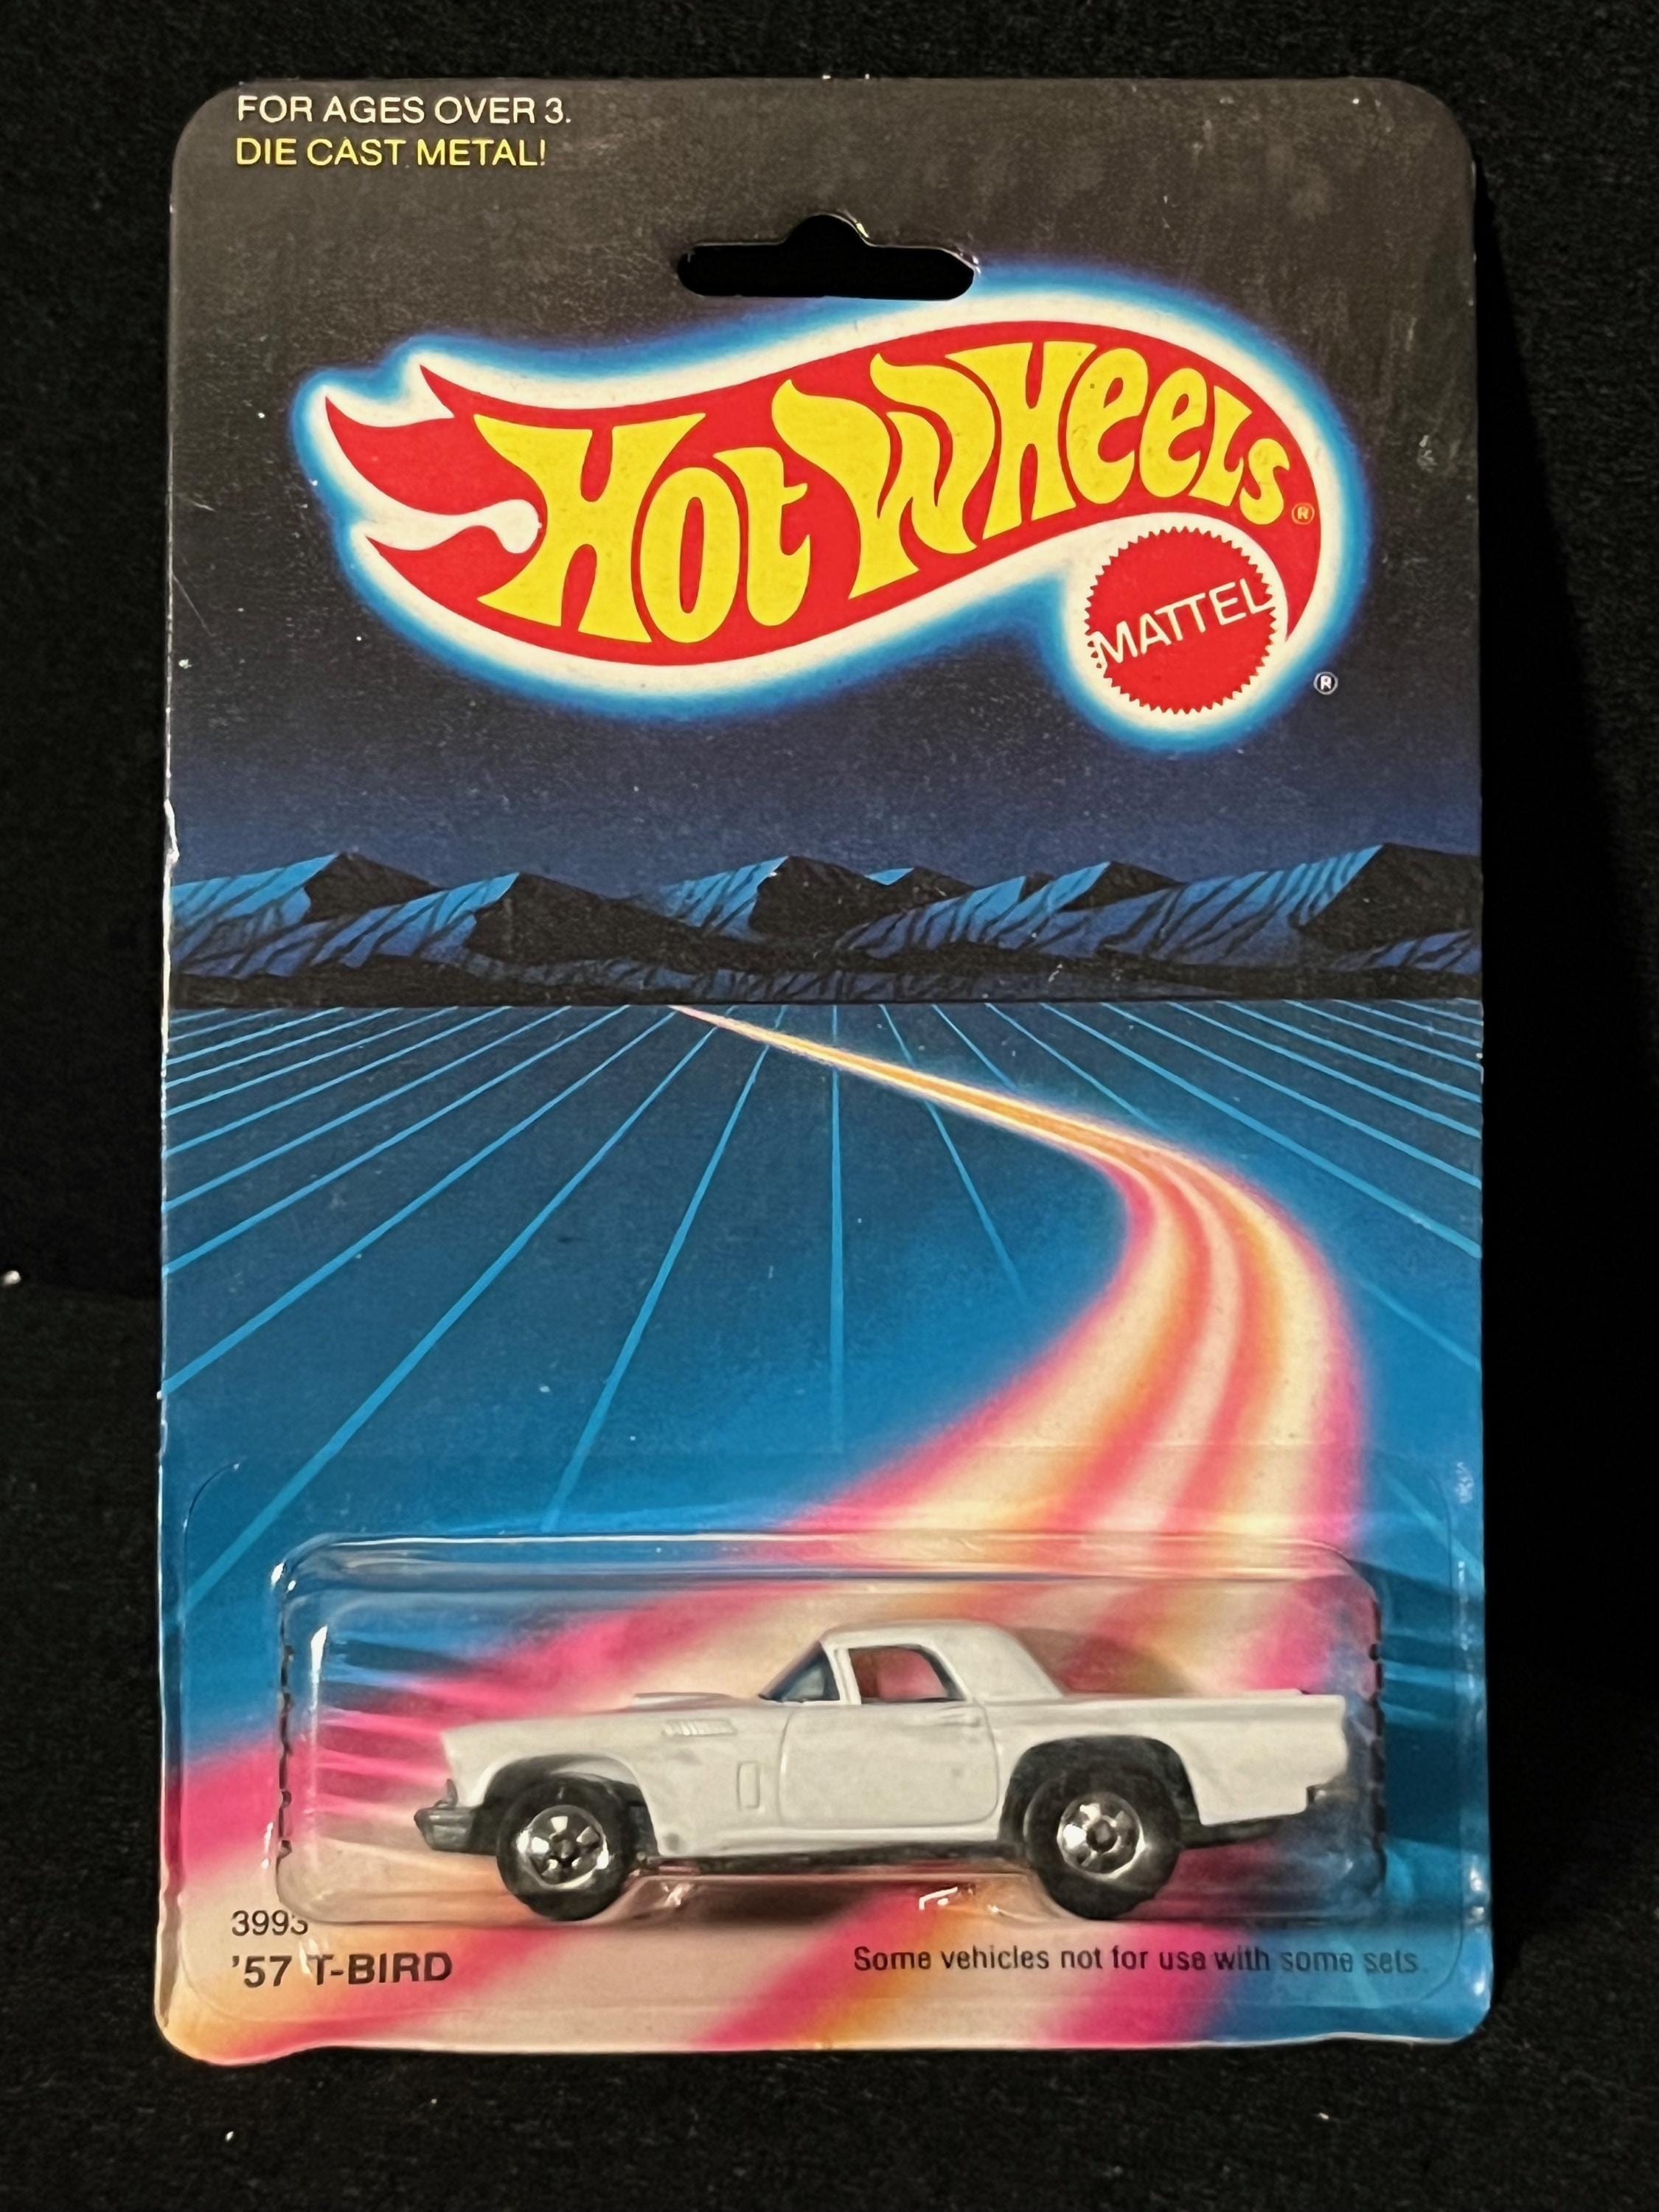 FOR AGES OVER 3.
DIE CAST METAL!
HOT WHEELS®
MATTEL
®
3993
'57 T-BIRD
Some vehicles not for use with some sets.